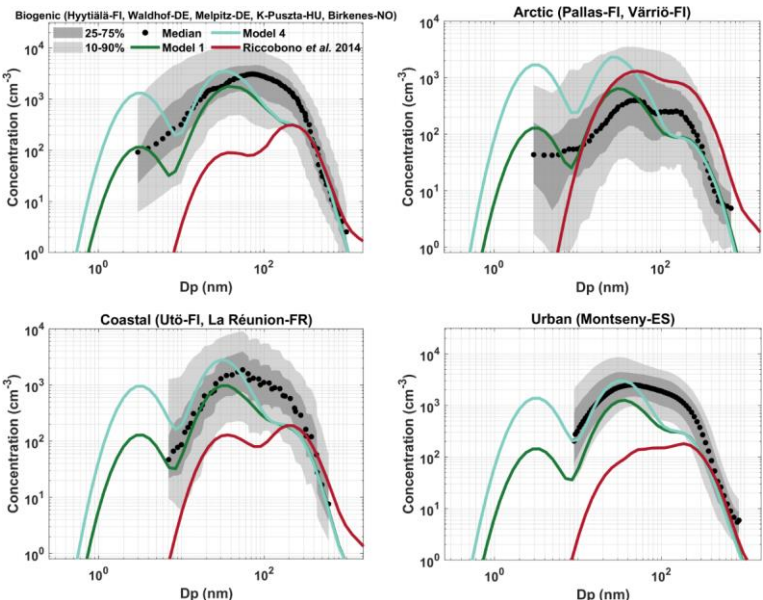 Biogenic (Hyytiälä-FI, Waldhof-DE, Melpitz-DE, K-Puszta-HU, Birkenes-NO)
25-75% Median Model 4
10-90% Model 1 Riccobono et al. 2014
Concentration (cm⁻³)
10⁴
10³
10²
10¹
10⁰
10⁰ 10²
Dp (nm)
Arctic (Pallas-FI, Värriö-FI)
Concentration (cm⁻³)
10⁴
10³
10²
10¹
10⁰
10⁰ 10²
Dp (nm)
Coastal (Utö-FI, La Réunion-FR)
Concentration (cm⁻³)
10⁴
10³
10²
10¹
10⁰
10⁰ 10²
Dp (nm)
Urban (Montseny-ES)
Concentration (cm⁻³)
10⁴
10³
10²
10¹
10⁰
10⁰ 10²
Dp (nm)